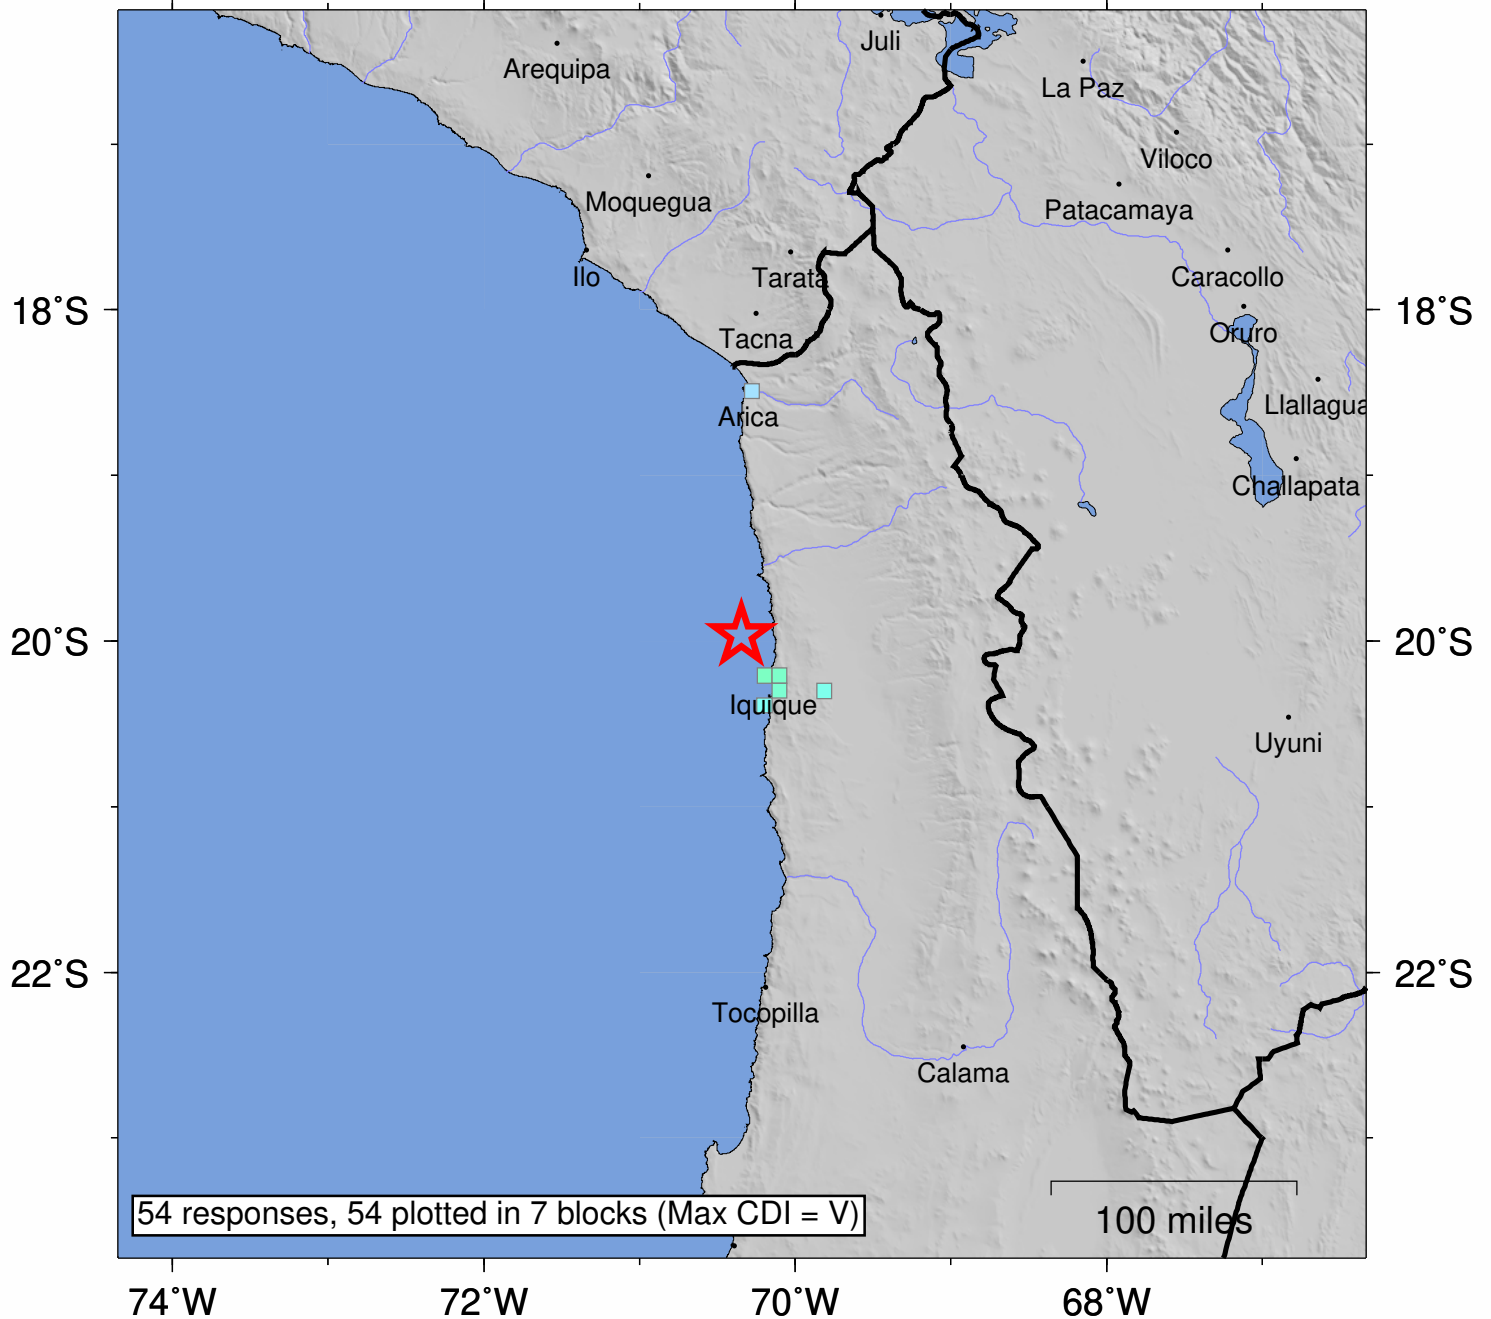 Juli
Arequipa
La Paz
Viloco
Moquegua
Patacamaya
Ilo
Tarata
Caracollo
18°S
18°S
Tacna
Oruro
Arica
Llallagua
Challapata
20°S
20°S
Iquique
Uyuni
22°S
22°S
Tocopilla
Calama
54 responses, 54 plotted in 7 blocks (Max CDI = V)
100 miles
74°W
72°W
70°W
68°W